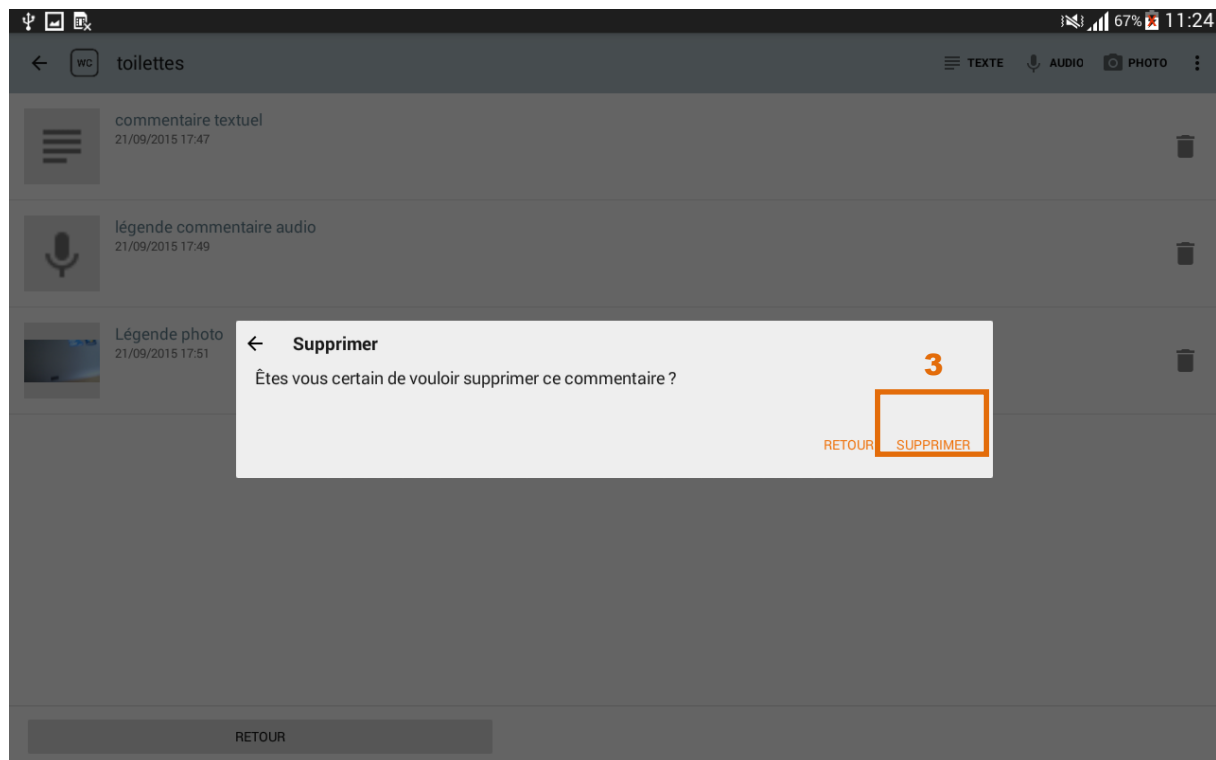 67% 11:24
WC toilettes TEXTE AUDIO PHOTO
commentaire textuel
21/09/2015 17:47
légende commentaire audio
21/09/2015 17:49
Légende photo
21/09/2015 17:51
Supprimer
Êtes vous certain de vouloir supprimer ce commentaire ?
3
RETOUR SUPPRIMER
RETOUR